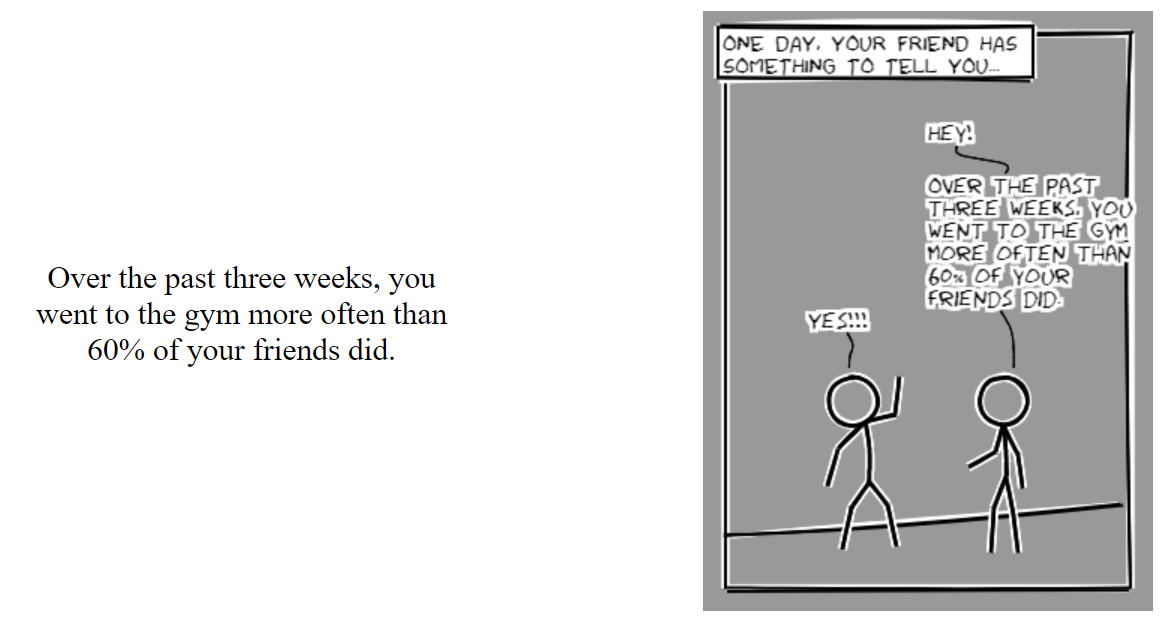 Over the past three weeks, you
went to the gym more often than
60% of your friends did.
ONE DAY, YOUR FRIEND HAS
SOMETHING TO TELL YOU...
HEY!
OVER THE PAST
THREE WEEKS, YOU
WENT TO THE GYM
MORE OFTEN THAN
60% OF YOUR
FRIENDS DID.
YES!!!